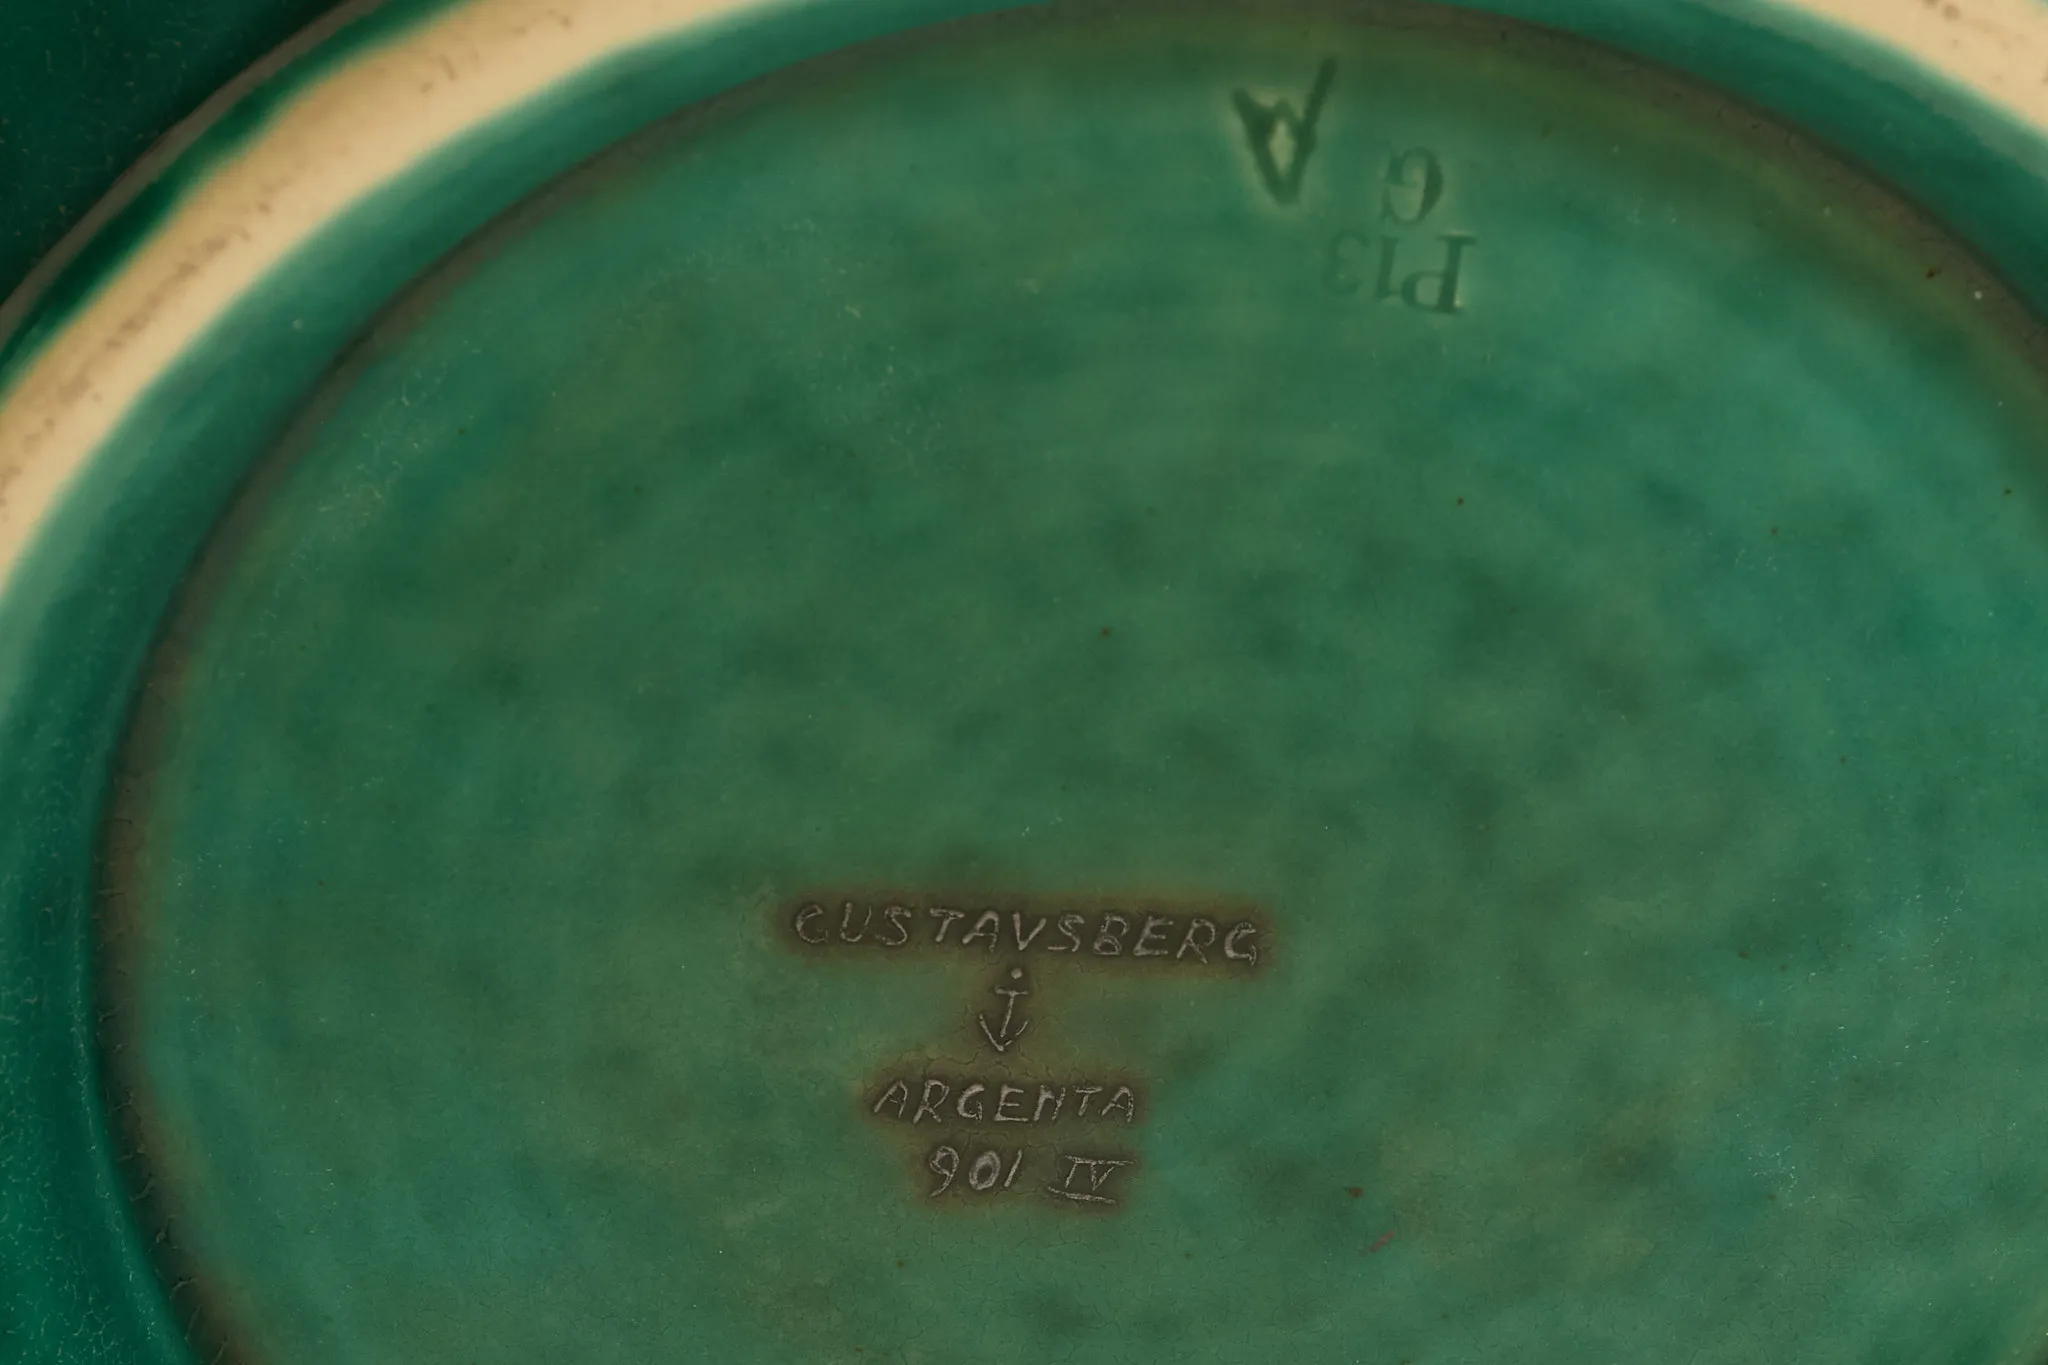 GUSTAVSBERG
ARGENTA
901 IV
P13
G